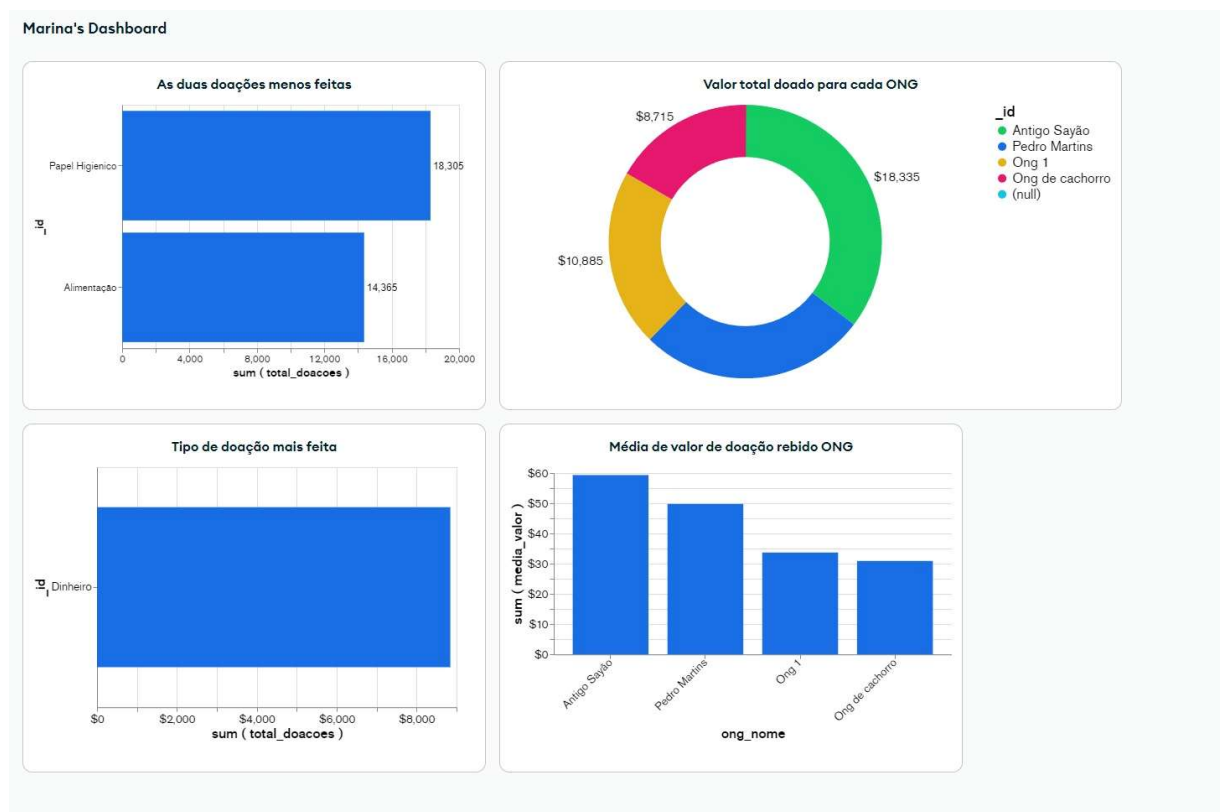 Marina's Dashboard
As duas doações menos feitas
Papel Higienico
18,305
Alimentação
14,365
_id
0 4,000 8,000 12,000 16,000 20,000
sum ( total_doacoes )
Valor total doado para cada ONG
$8,715
$18,335
$10,885
_id
Antigo Sayão
Pedro Martins
Ong 1
Ong de cachorro
(null)
Tipo de doação mais feita
_id
Dinheiro
$0 $2,000 $4,000 $6,000 $8,000
sum ( total_doacoes )
Média de valor de doação rebido ONG
sum ( media_valor )
$60
$50
$40
$30
$20
$10
$0
Antigo Sayão
Pedro Martins
Ong 1
Ong de cachorro
ong_nome